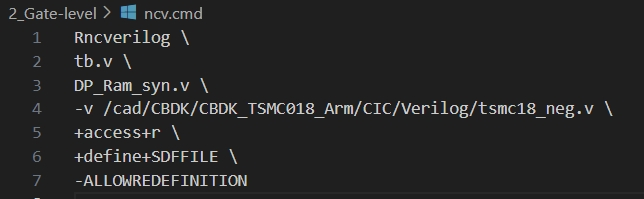 2_Gate-level > ncv.cmd
1 Rncverilog \
2 tb.v \
3 DP_Ram_syn.v \
4 -v /cad/CBDK/CBDK_TSMC018_Arm/CIC/Verilog/tsmc18_neg.v \
5 +access+r \
6 +define+SDFFILE \
7 -ALLOWREDEFINITION